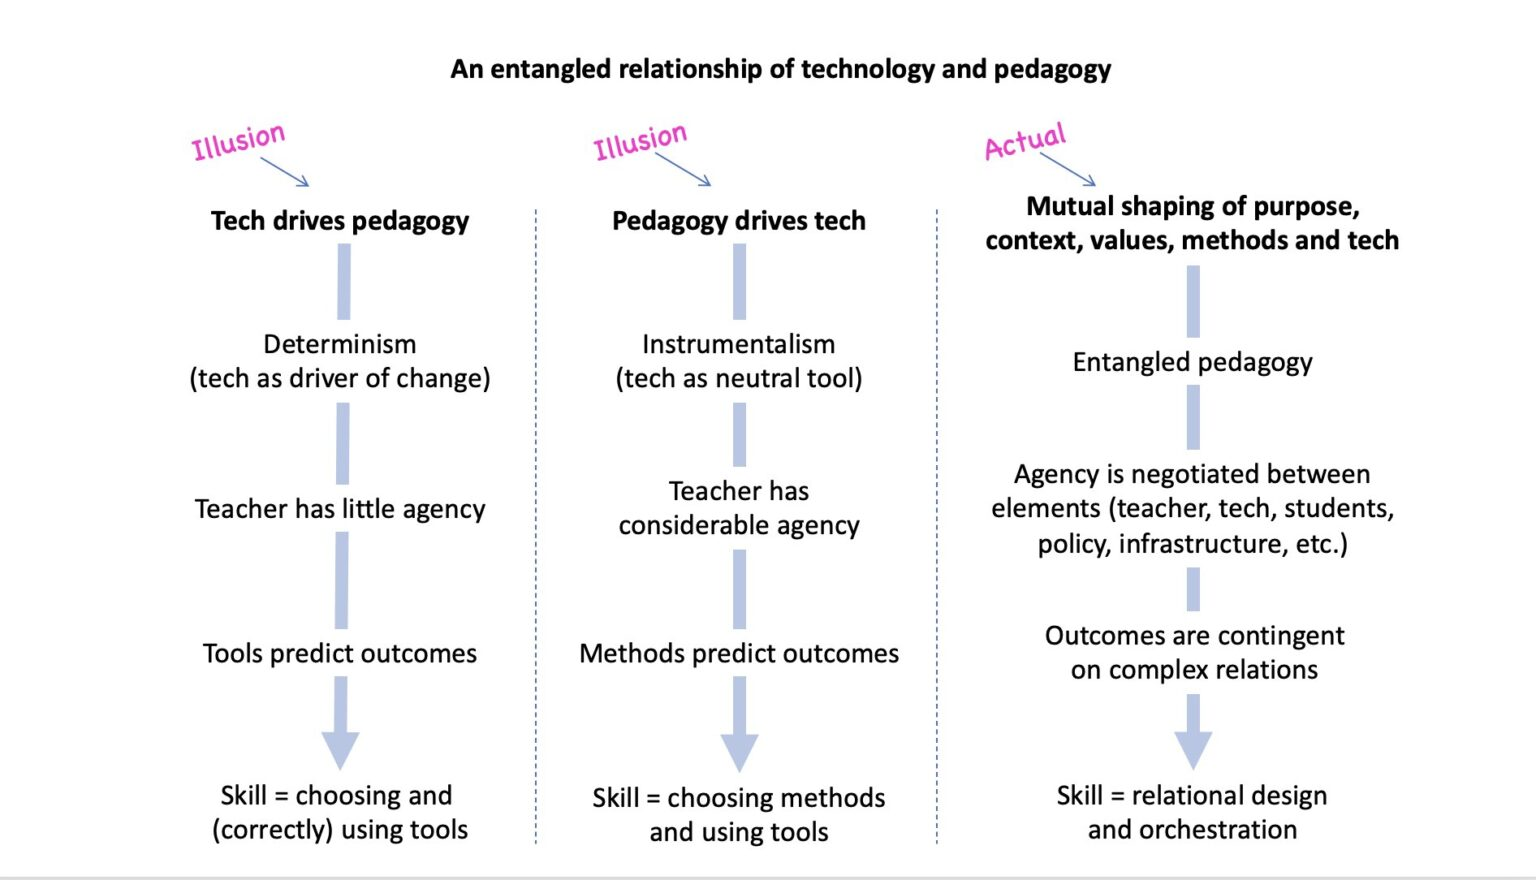 An entangled relationship of technology and pedagogy
Illusion
Tech drives pedagogy
Determinism
(tech as driver of change)
Teacher has little agency
Tools predict outcomes
Skill = choosing and
(correctly) using tools
Illusion
Pedagogy drives tech
Instrumentalism
(tech as neutral tool)
Teacher has
considerable agency
Methods predict outcomes
Skill = choosing methods
and using tools
Actual
Mutual shaping of purpose,
context, values, methods and tech
Entangled pedagogy
Agency is negotiated between
elements (teacher, tech, students,
policy, infrastructure, etc.)
Outcomes are contingent
on complex relations
Skill = relational design
and orchestration